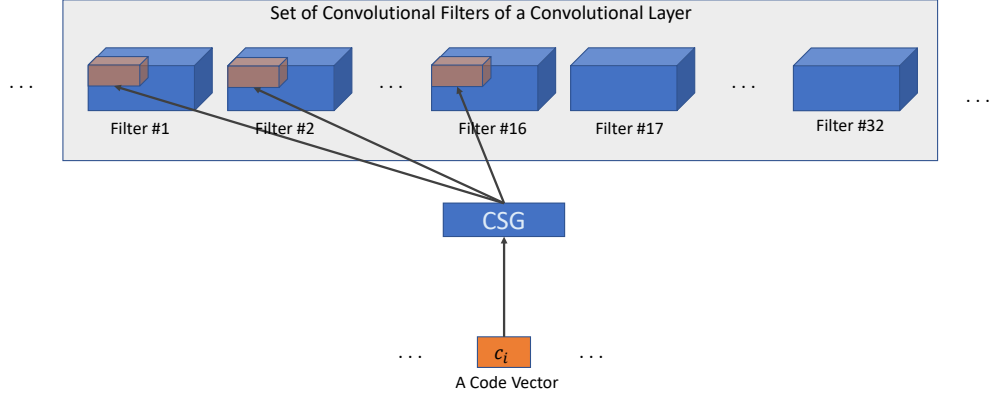 Set of Convolutional Filters of a Convolutional Layer
. . . . . . . . . . . .
Filter #1 Filter #2 Filter #16 Filter #17 Filter #32
CSG
. . . c_i . . .
A Code Vector